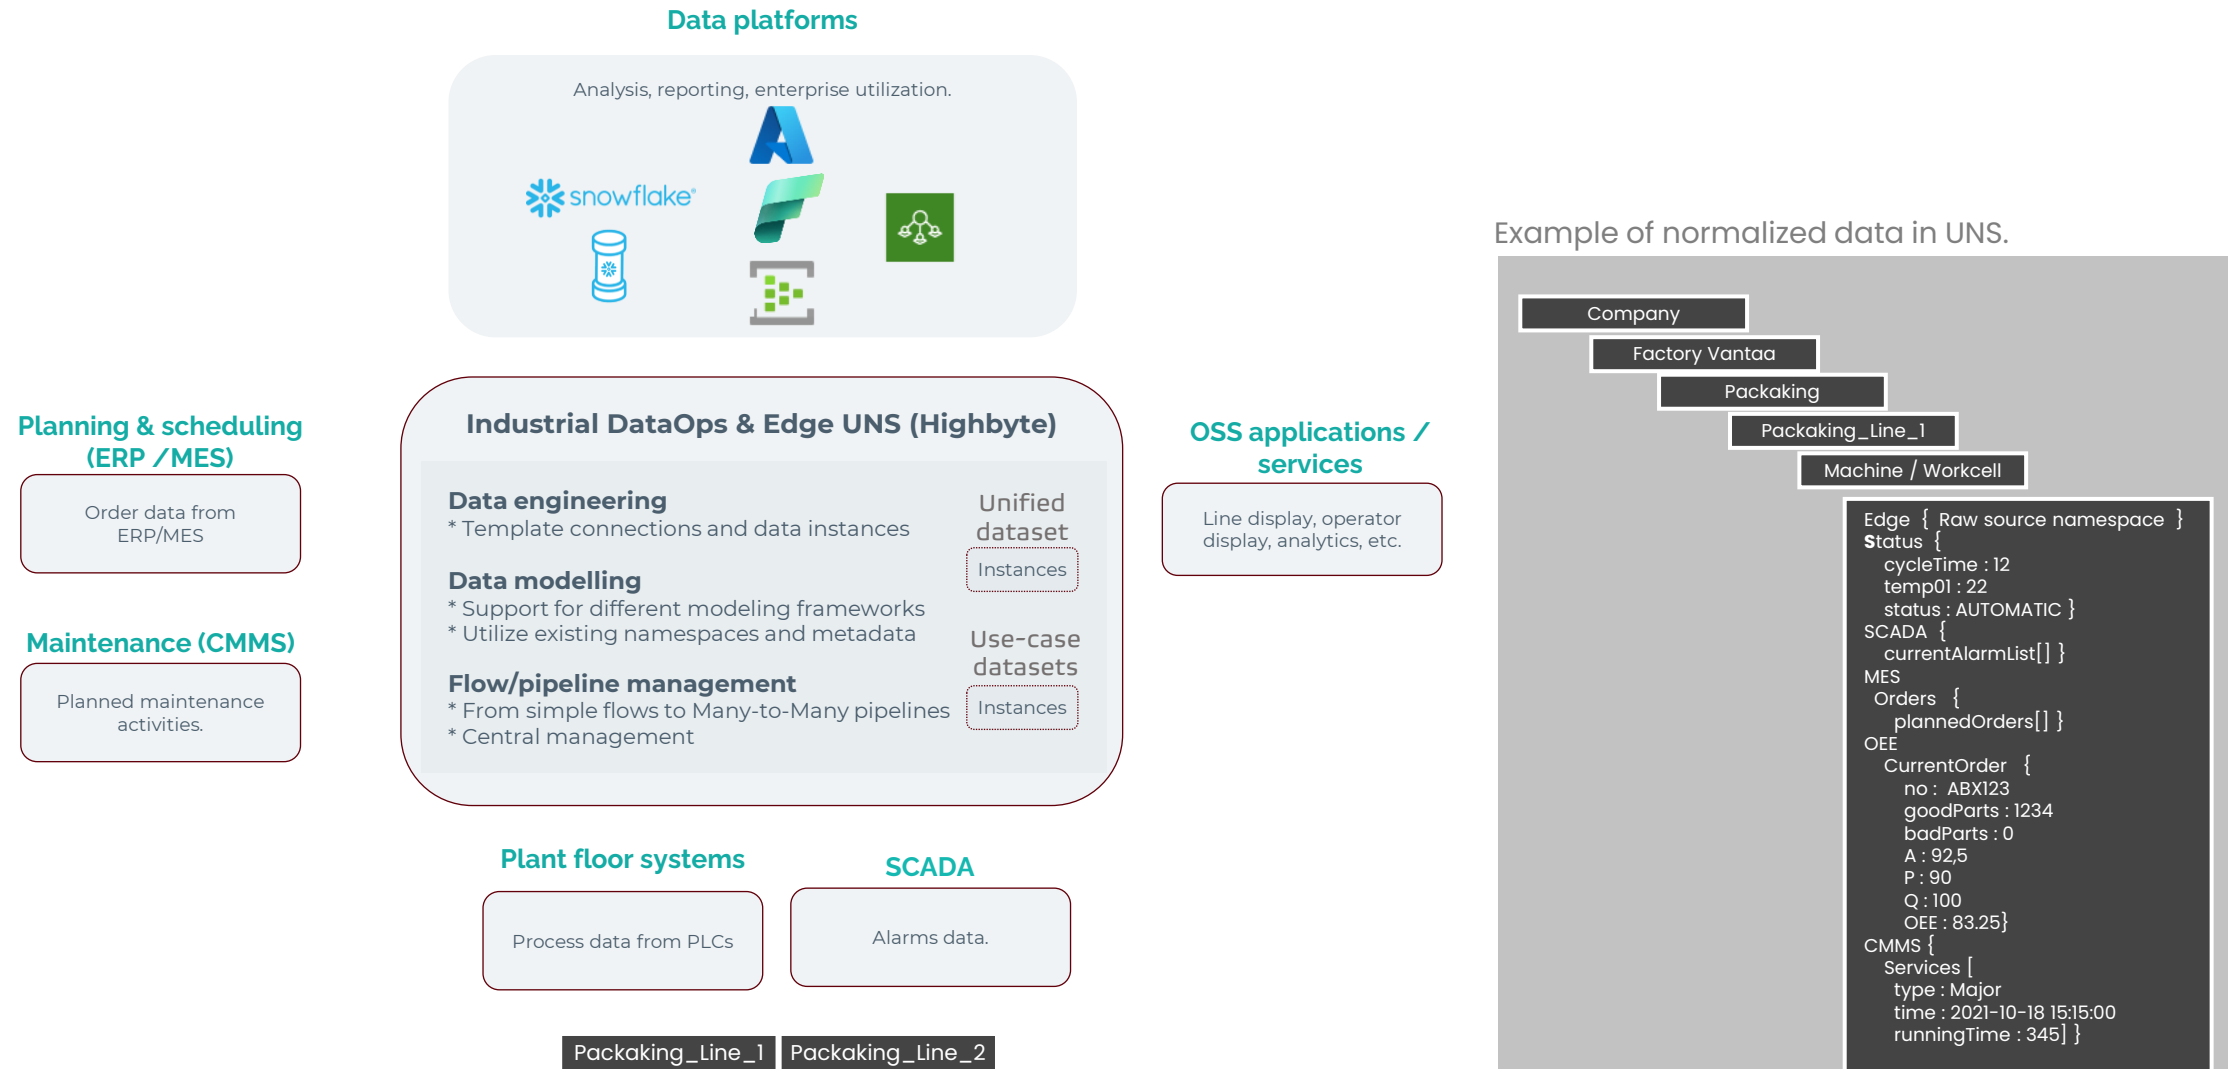 Data platforms
Analysis, reporting, enterprise utilization.
snowflake®
Industrial DataOps & Edge UNS (Highbyte)
Data engineering
* Template connections and data instances
Data modelling
* Support for different modeling frameworks
* Utilize existing namespaces and metadata
Flow/pipeline management
* From simple flows to Many-to-Many pipelines
* Central management
Unified
dataset
Instances
Use-case
datasets
Instances
Planning & scheduling
(ERP /MES)
Order data from
ERP/MES
Maintenance (CMMS)
Planned maintenance
activities.
OSS applications /
services
Line display, operator
display, analytics, etc.
Plant floor systems
Process data from PLCs
SCADA
Alarms data.
Packaking_Line_1
Packaking_Line_2
Example of normalized data in UNS.
Company
Factory Vantaa
Packaking
Packaking_Line_1
Machine / Workcell
Edge { Raw source namespace }
Status {
cycleTime : 12
temp01 : 22
status : AUTOMATIC }
SCADA {
currentAlarmList[] }
MES
Orders {
plannedOrders[] }
OEE
CurrentOrder {
no : ABX123
goodParts : 1234
badParts : 0
A : 92,5
P : 90
Q : 100
OEE : 83.25}
CMMS {
Services [
type : Major
time : 2021-10-18 15:15:00
runningTime : 345] }